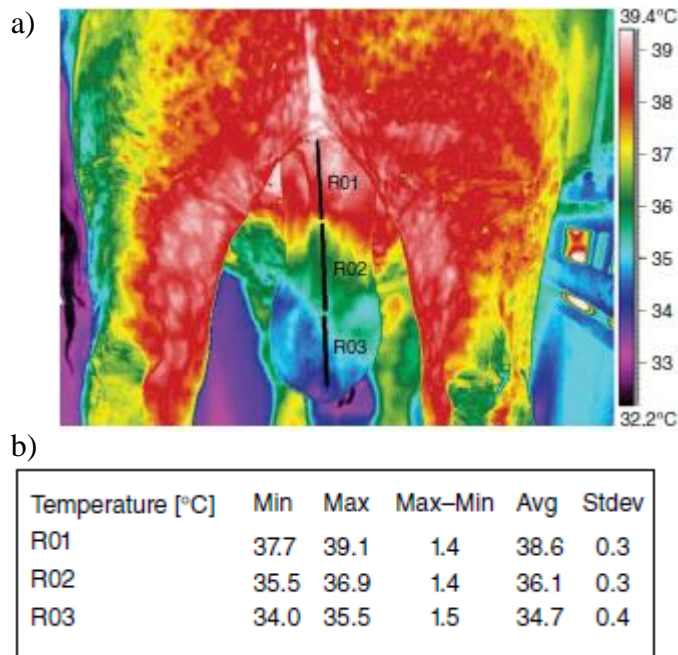 a)
39.4°C
39
38
R01
37
36
R02
35
34
R03
33
32.2°C
b)
Temperature [°C] Min Max Max–Min Avg Stdev
R01 37.7 39.1 1.4 38.6 0.3
R02 35.5 36.9 1.4 36.1 0.3
R03 34.0 35.5 1.5 34.7 0.4